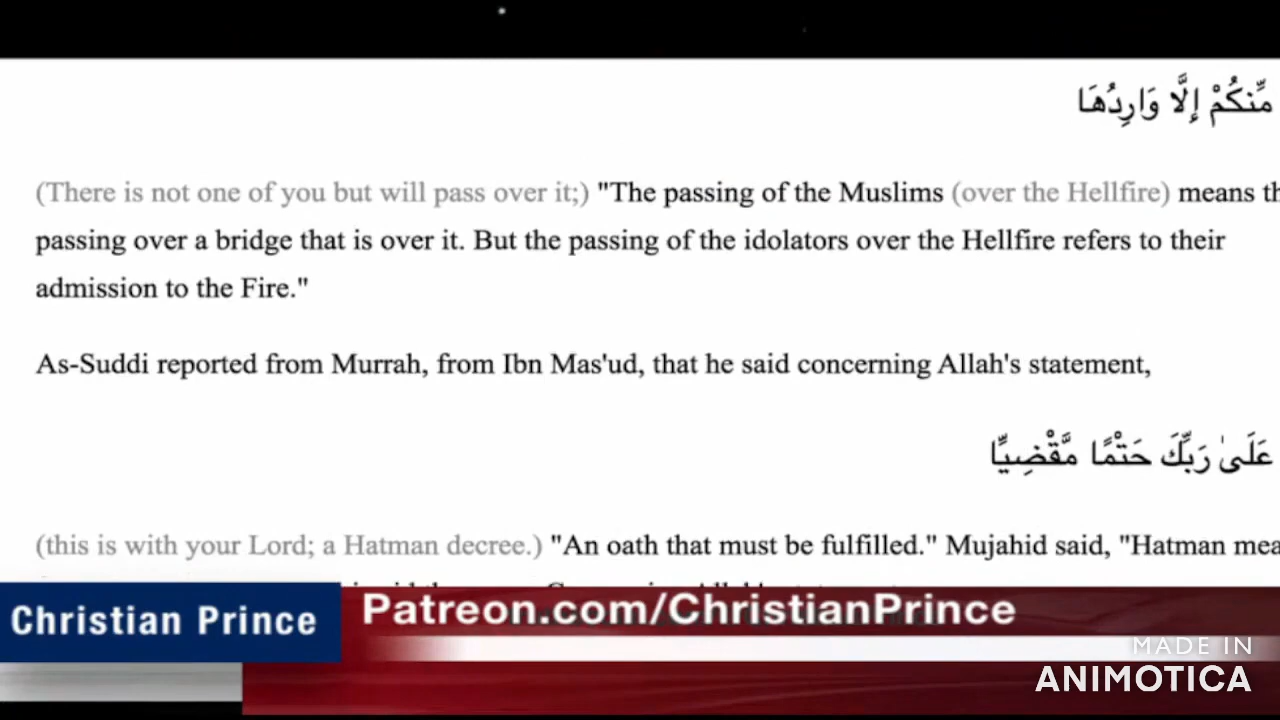 مِّنكُمْ إِلَّا وَارِدُهَا
(There is not one of you but will pass over it;) "The passing of the Muslims (over the Hellfire) means
passing over a bridge that is over it. But the passing of the idolators over the Hellfire refers to their
admission to the Fire."
As-Suddi reported from Murrah, from Ibn Mas'ud, that he said concerning Allah's statement,
عَلَىٰ رَبِّكَ حَتْمًا مَّقْضِيًّا
(this is with your Lord; a Hatman decree.) "An oath that must be fulfilled." Mujahid said, "Hatman
Christian Prince
Patreon.com/ChristianPrince
MADE IN
ANIMOTICA